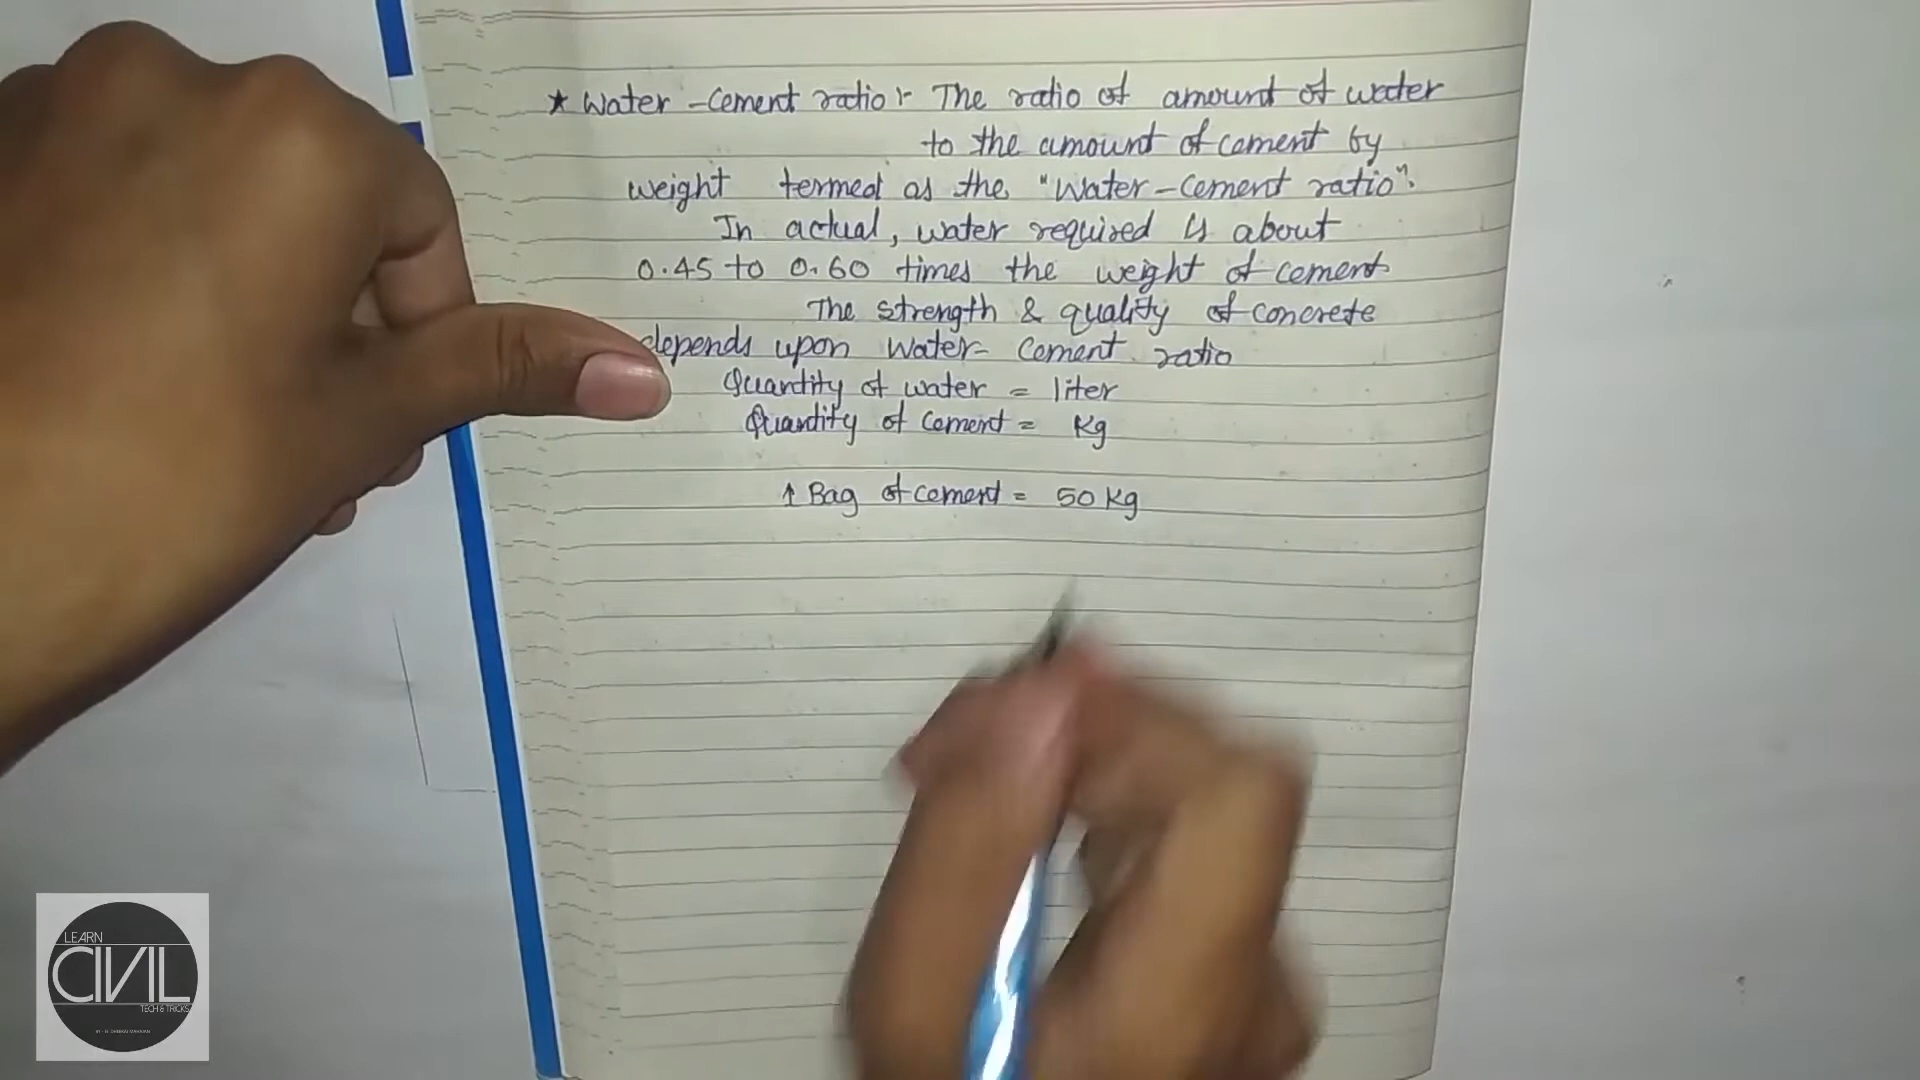 * Water-Cement ratio:- The ratio of amount of water
to the amount of cement by
weight termed as the "Water-Cement ratio".
In actual, water required is about
0.45 to 0.60 times the weight of cement
The strength & quality of concrete
depends upon Water-Cement ratio
Quantity of water = liter
Quantity of Cement = Kg
1 Bag of cement = 50 Kg
LEARN
CIVIL
TECH & TRICKS